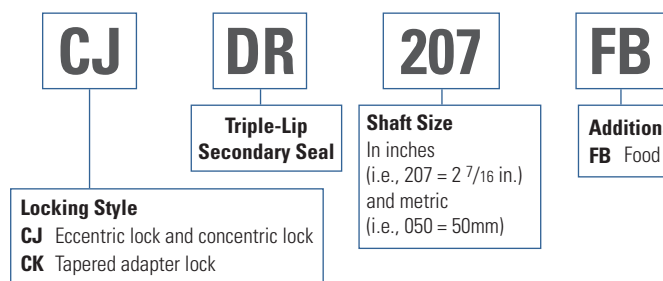 CJ DR 207 FB
Triple-Lip
Secondary Seal
Shaft Size
In inches
(i.e., 207 = 2 7/16 in.)
and metric
(i.e., 050 = 50mm)
Addition
FB Food
Locking Style
CJ Eccentric lock and concentric lock
CK Tapered adapter lock